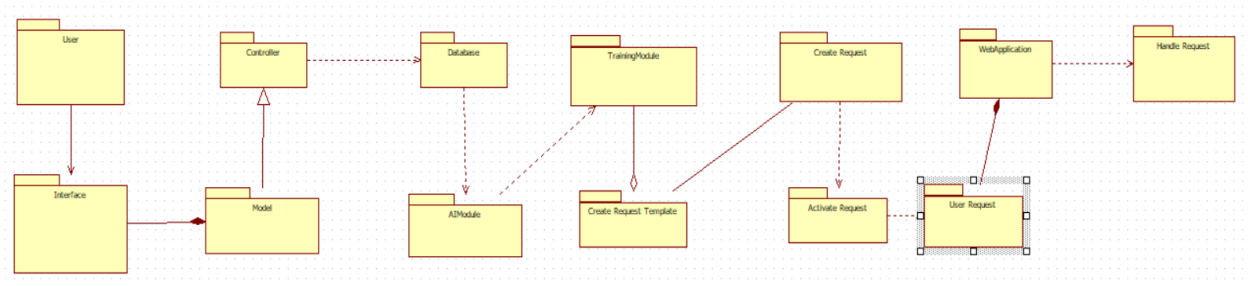 User
Controller
Database
TrainingModule
Create Request
WebApplication
Handle Request
Interface
Model
AIModule
Create Request Template
Activate Request
User Request